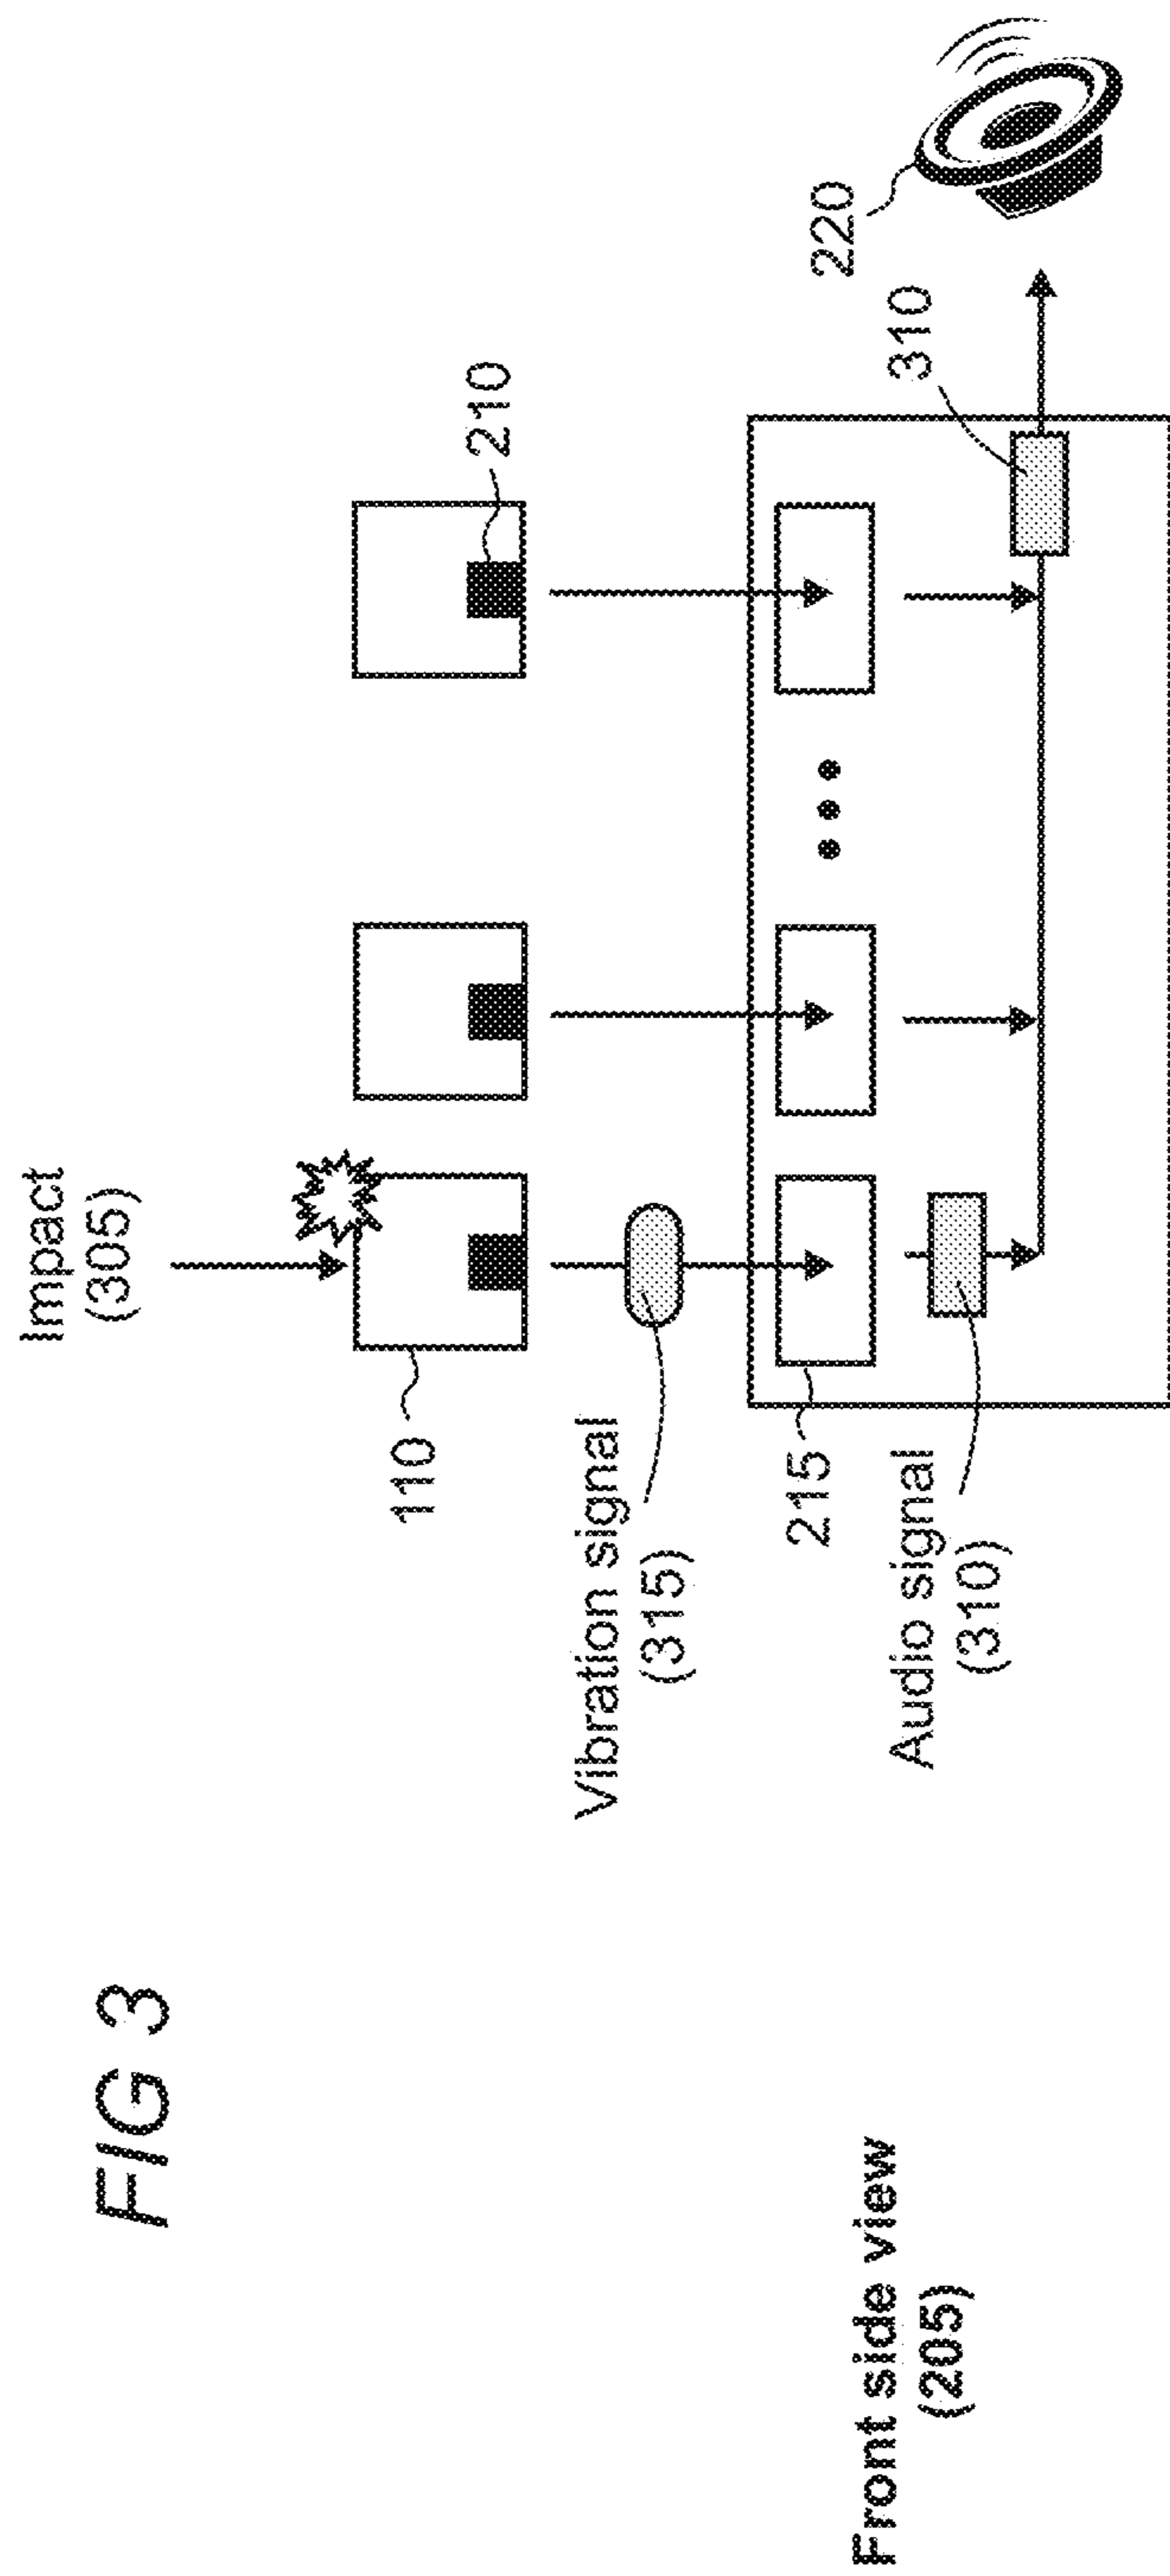 FIG 3
Impact
(305)
110
210
Vibration signal
(315)
215
220
310
Audio signal
(310)
Front side view
(205)